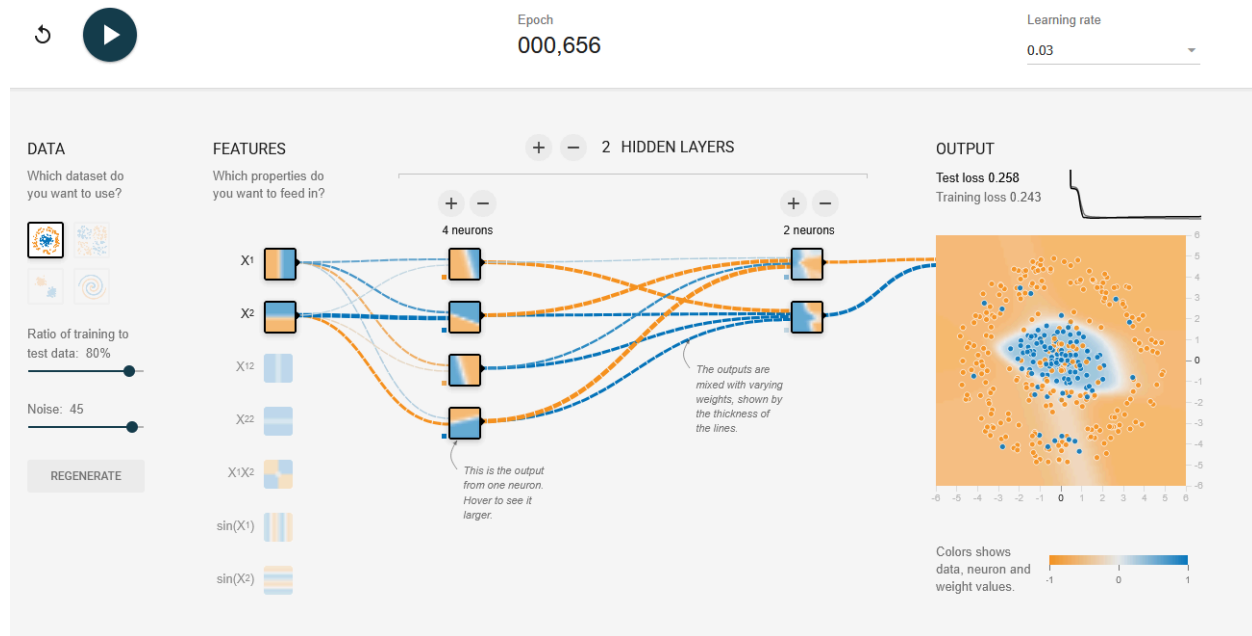 Epoch
000,656
Learning rate
0.03
DATA
Which dataset do
you want to use?
Ratio of training to
test data: 80%
Noise: 45
REGENERATE
FEATURES
Which properties do
you want to feed in?
X1
X2
X12
X22
X1X2
sin(X1)
sin(X2)
+ − 2 HIDDEN LAYERS
+ −
4 neurons
+ −
2 neurons
This is the output
from one neuron.
Hover to see it
larger.
The outputs are
mixed with varying
weights, shown by
the thickness of
the lines.
OUTPUT
Test loss 0.258
Training loss 0.243
6
5
4
3
2
1
0
-1
-2
-3
-4
-5
-6
-6 -5 -4 -3 -2 -1 0 1 2 3 4 5 6
Colors shows
data, neuron and
weight values.
-1 0 1